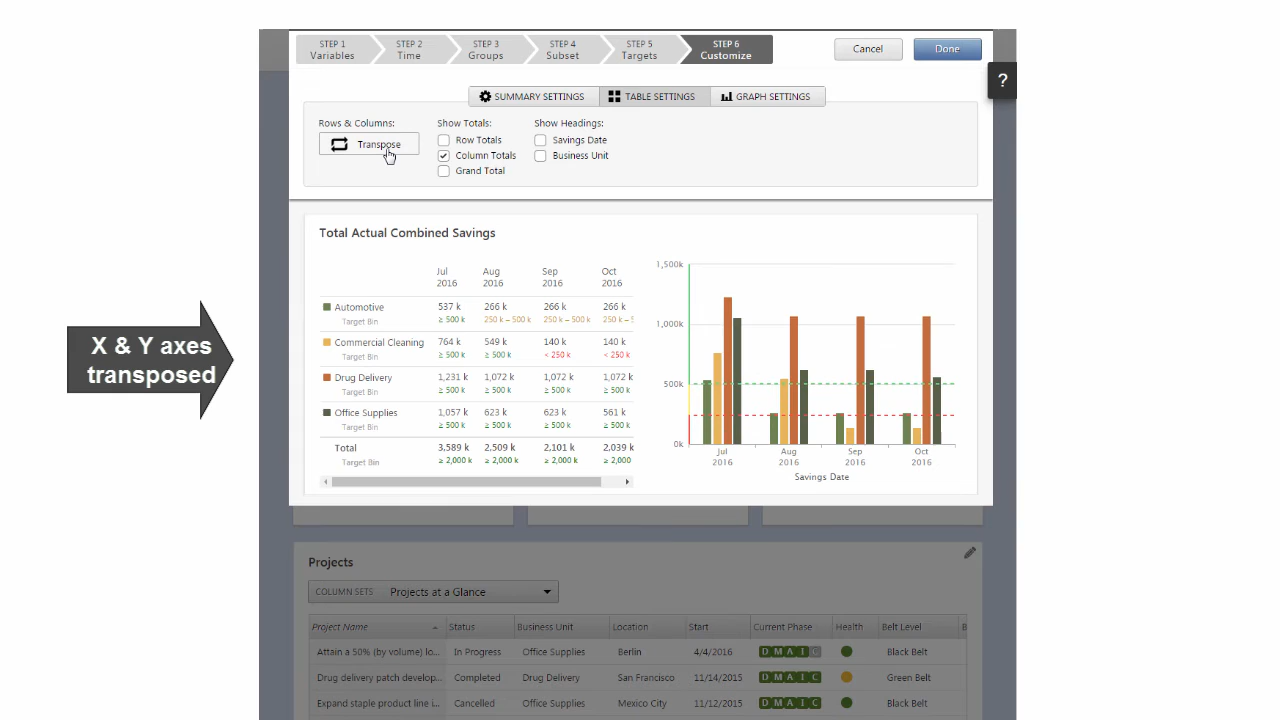 STEP 1
Variables
STEP 2
Time
STEP 3
Groups
STEP 4
Subset
STEP 5
Targets
STEP 6
Customize
Cancel
Done
?
SUMMARY SETTINGS
TABLE SETTINGS
GRAPH SETTINGS
Rows & Columns:
Transpose
Show Totals:
Row Totals
Column Totals
Grand Total
Show Headings:
Savings Date
Business Unit
X & Y axes
transposed
Total Actual Combined Savings
Jul 2016 Aug 2016 Sep 2016 Oct 2016
Automotive 537 k 266 k 266 k 266 k
Target Bin ≥ 500 k 250 k – 500 k 250 k – 500 k 250 k – 5
Commercial Cleaning 764 k 549 k 140 k 140 k
Target Bin ≥ 500 k ≥ 500 k < 250 k < 250 k
Drug Delivery 1,231 k 1,072 k 1,072 k 1,072 k
Target Bin ≥ 500 k ≥ 500 k ≥ 500 k ≥ 500 k
Office Supplies 1,057 k 623 k 623 k 561 k
Target Bin ≥ 500 k ≥ 500 k ≥ 500 k ≥ 500 k
Total 3,589 k 2,509 k 2,101 k 2,039 k
Target Bin ≥ 2,000 k ≥ 2,000 k ≥ 2,000 k ≥ 2,000
1,500k
1,000k
500k
0k
Jul Aug Sep Oct
2016 2016 2016 2016
Savings Date
Projects
COLUMN SETS Projects at a Glance
Project Name Status Business Unit Location Start Current Phase Health Belt Level B
Attain a 50% (by volume) lo... In Progress Office Supplies Berlin 4/4/2016 D M A I C Black Belt
Drug delivery patch develop... Completed Drug Delivery San Francisco 11/14/2015 D M A I C Green Belt
Expand staple product line i... Cancelled Office Supplies Mexico City 11/12/2015 D M A I C Black Belt